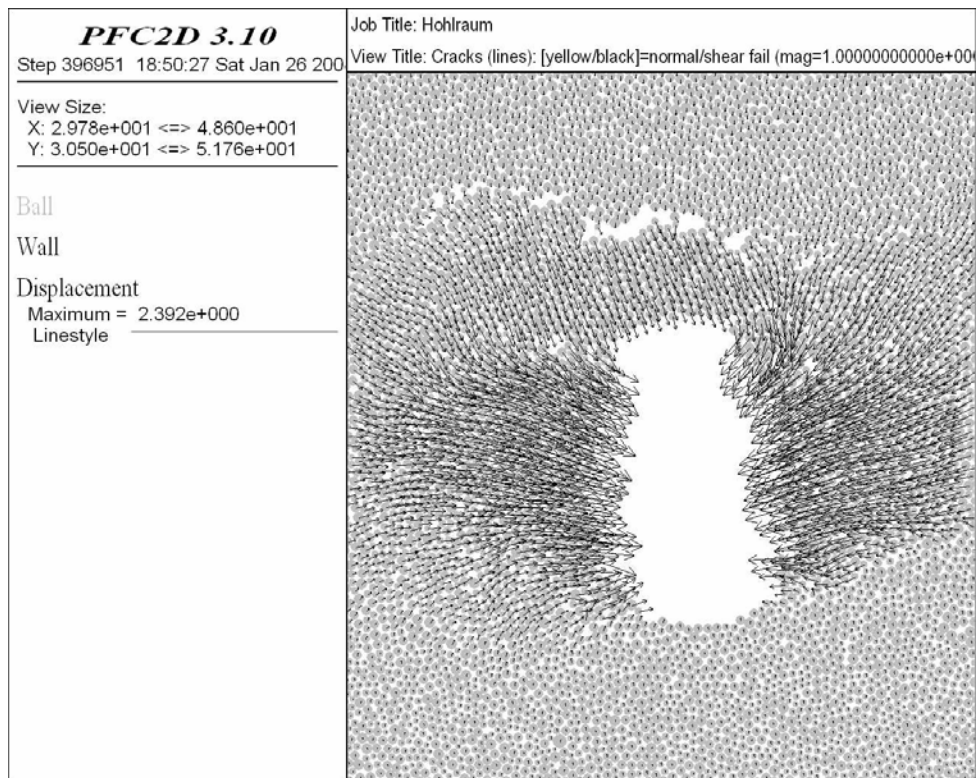 PFC2D 3.10
Step 396951 18:50:27 Sat Jan 26 200
View Size:
X: 2.978e+001 <=> 4.860e+001
Y: 3.050e+001 <=> 5.176e+001
Ball
Wall
Displacement
Maximum = 2.392e+000
Linestyle
Job Title: Hohlraum
View Title: Cracks (lines): [yellow/black]=normal/shear fail (mag=1.00000000000e+00